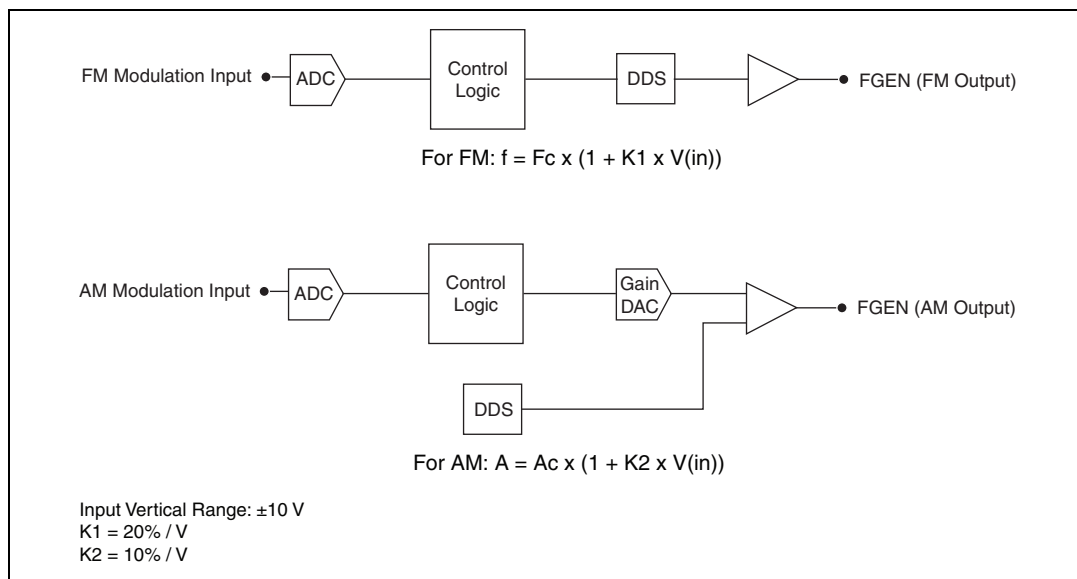 FM Modulation Input
ADC
Control
Logic
DDS
FGEN (FM Output)
For FM: f = Fc x (1 + K1 x V(in))
AM Modulation Input
ADC
Control
Logic
Gain
DAC
FGEN (AM Output)
DDS
For AM: A = Ac x (1 + K2 x V(in))
Input Vertical Range: ±10 V
K1 = 20% / V
K2 = 10% / V